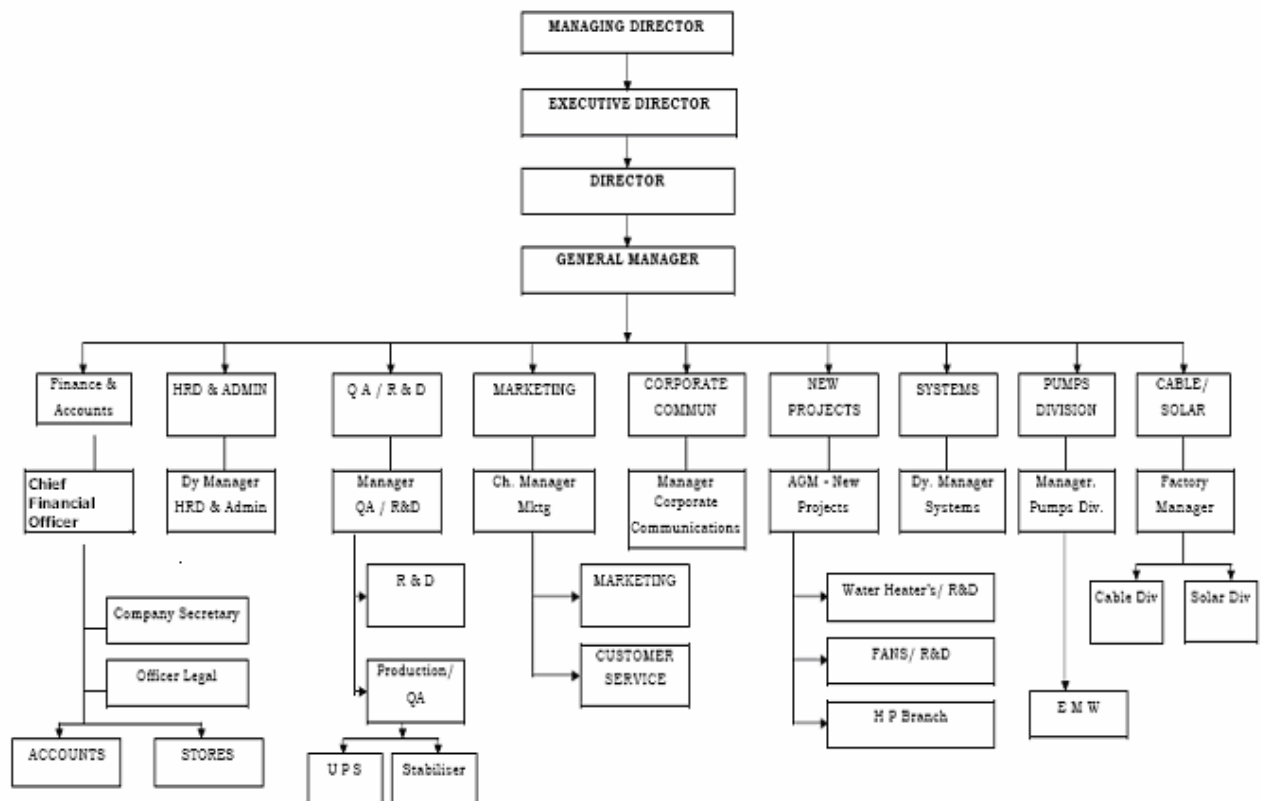 MANAGING DIRECTOR
EXECUTIVE DIRECTOR
DIRECTOR
GENERAL MANAGER
Finance &
Accounts
HRD & ADMIN
Q A / R & D
MARKETING
CORPORATE
COMMUN
NEW
PROJECTS
SYSTEMS
PUMPS
DIVISION
CABLE/
SOLAR
Chief
Financial
Officer
Dy Manager
HRD & Admin
Manager
QA / R&D
Ch. Manager
Mktg
Manager
Corporate
Communications
AGM - New
Projects
Dy. Manager
Systems
Manager.
Pumps Div.
Factory
Manager
R & D
MARKETING
Water Heater's/ R&D
Cable Div
Solar Div
Company Secretary
Officer Legal
Production/
QA
CUSTOMER
SERVICE
FANS/ R&D
H P Branch
E M W
ACCOUNTS
STORES
U P S
Stabiliser